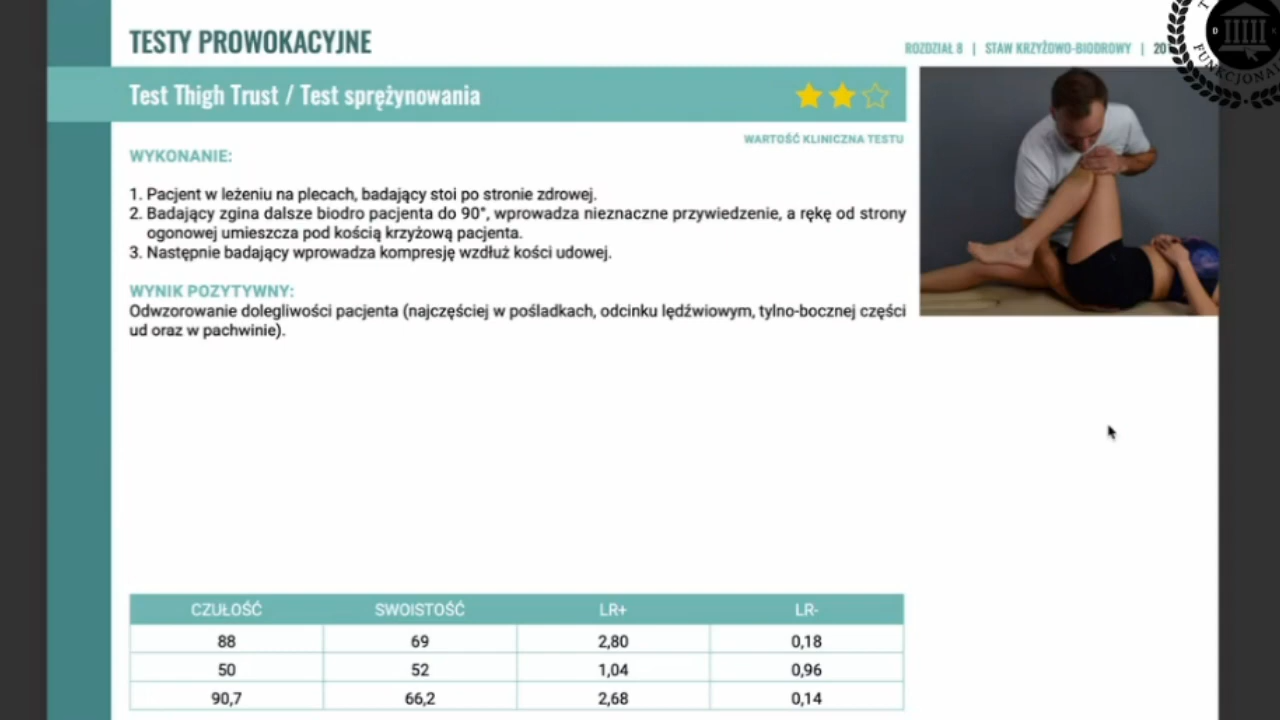 TESTY PROWOKACYJNE
ROZDZIAŁ 8 | STAW KRZYŻOWO-BIODROWY | 20
Test Thigh Trust / Test sprężynowania
WARTOŚĆ KLINICZNA TESTU
WYKONANIE:
1. Pacjent w leżeniu na plecach, badający stoi po stronie zdrowej.
2. Badający zgina dalsze biodro pacjenta do 90°, wprowadza nieznaczne przywiedzenie, a rękę od strony
ogonowej umieszcza pod kością krzyżową pacjenta.
3. Następnie badający wprowadza kompresję wzdłuż kości udowej.
WYNIK POZYTYWNY:
Odwzorowanie dolegliwości pacjenta (najczęściej w pośladkach, odcinku lędźwiowym, tylno-bocznej części
ud oraz w pachwinie).
CZUŁOŚĆ SWOISTOŚĆ LR+ LR-
88 69 2,80 0,18
50 52 1,04 0,96
90,7 66,2 2,68 0,14